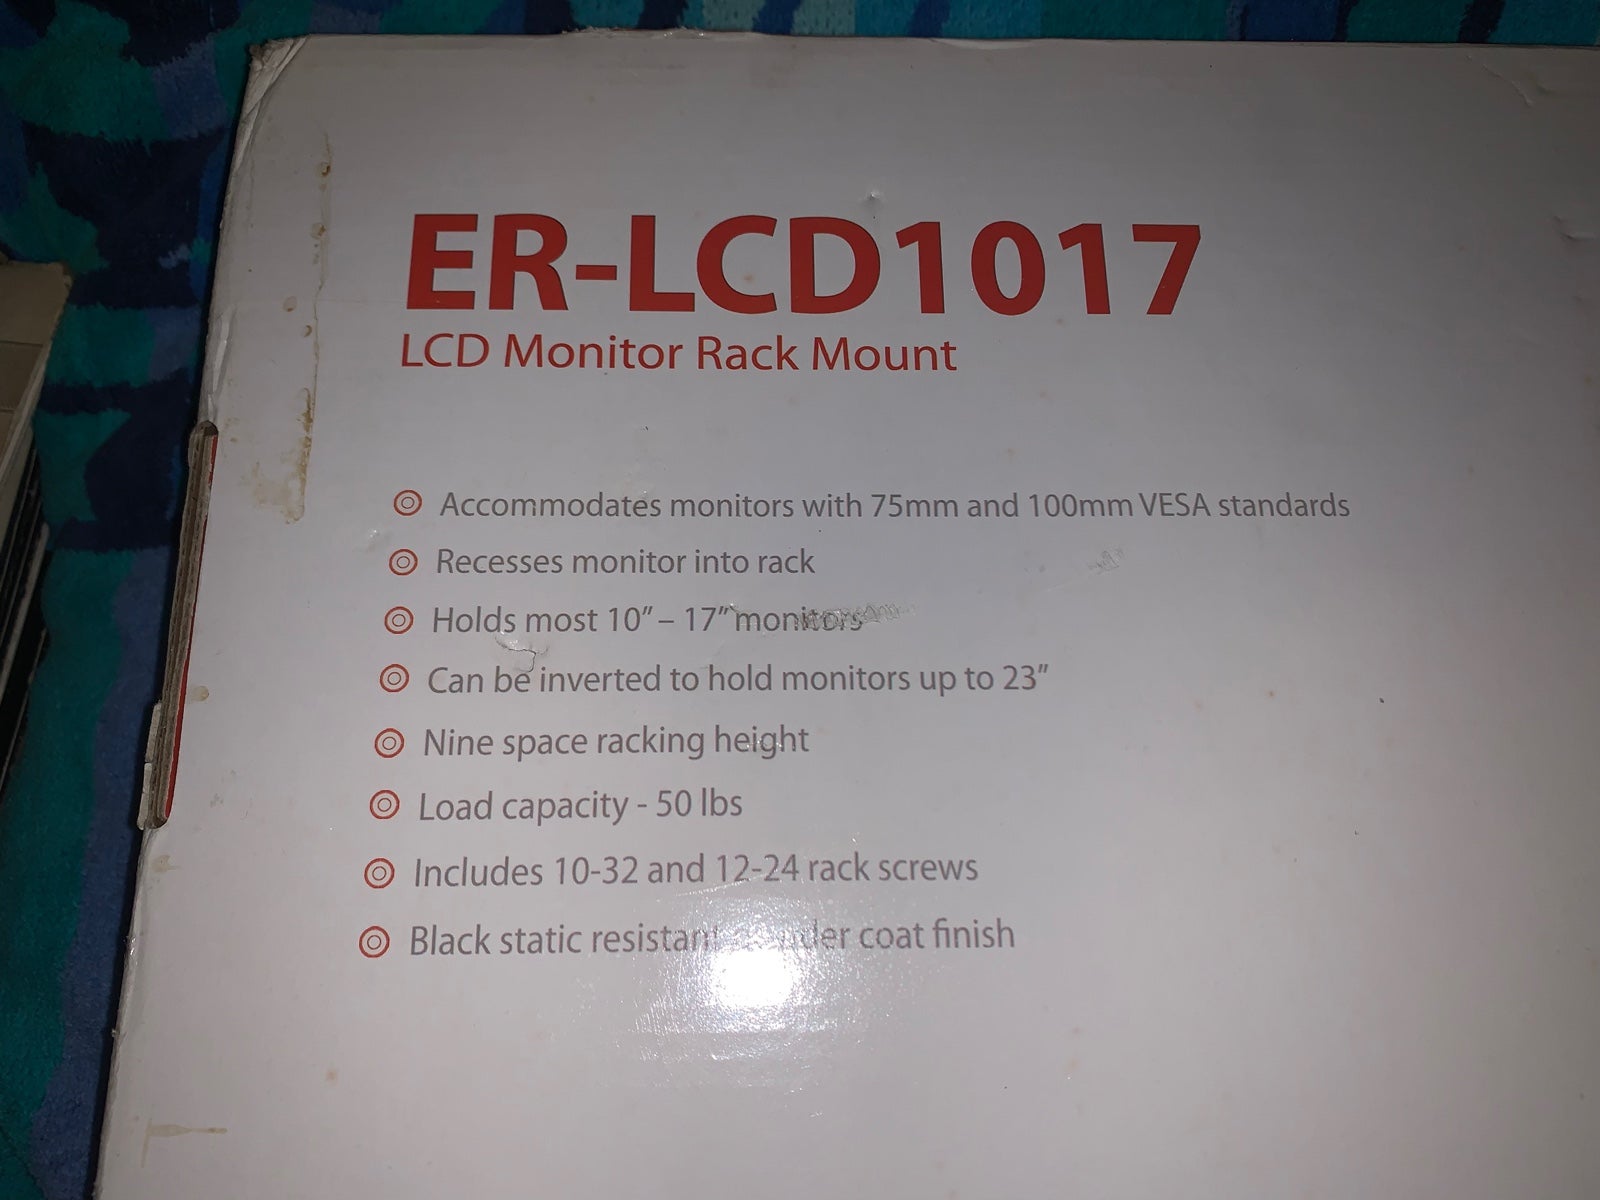 ER-LCD1017
LCD Monitor Rack Mount
Accommodates monitors with 75mm and 100mm VESA standards
Recesses monitor into rack
Holds most 10" – 17" monitors
Can be inverted to hold monitors up to 23"
Nine space racking height
Load capacity - 50 lbs
Includes 10-32 and 12-24 rack screws
Black static resistant powder coat finish